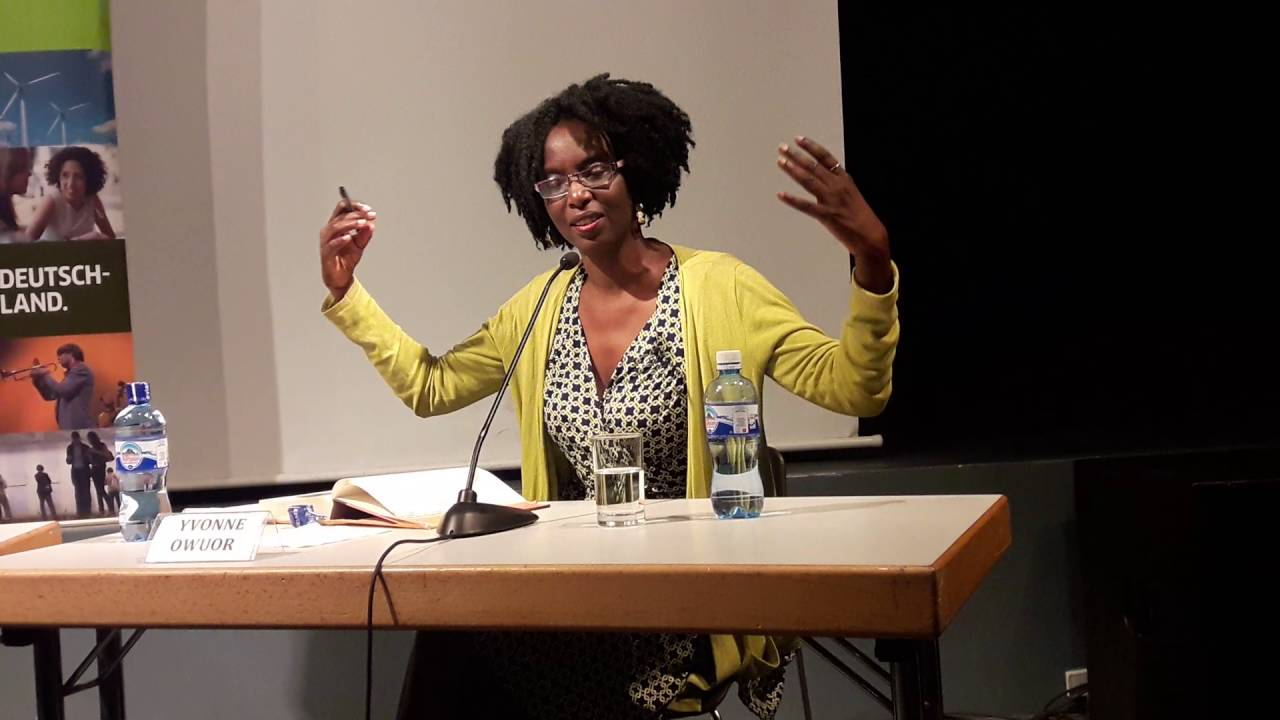 DEUTSCH-
LAND.
YVONNE
OWUOR